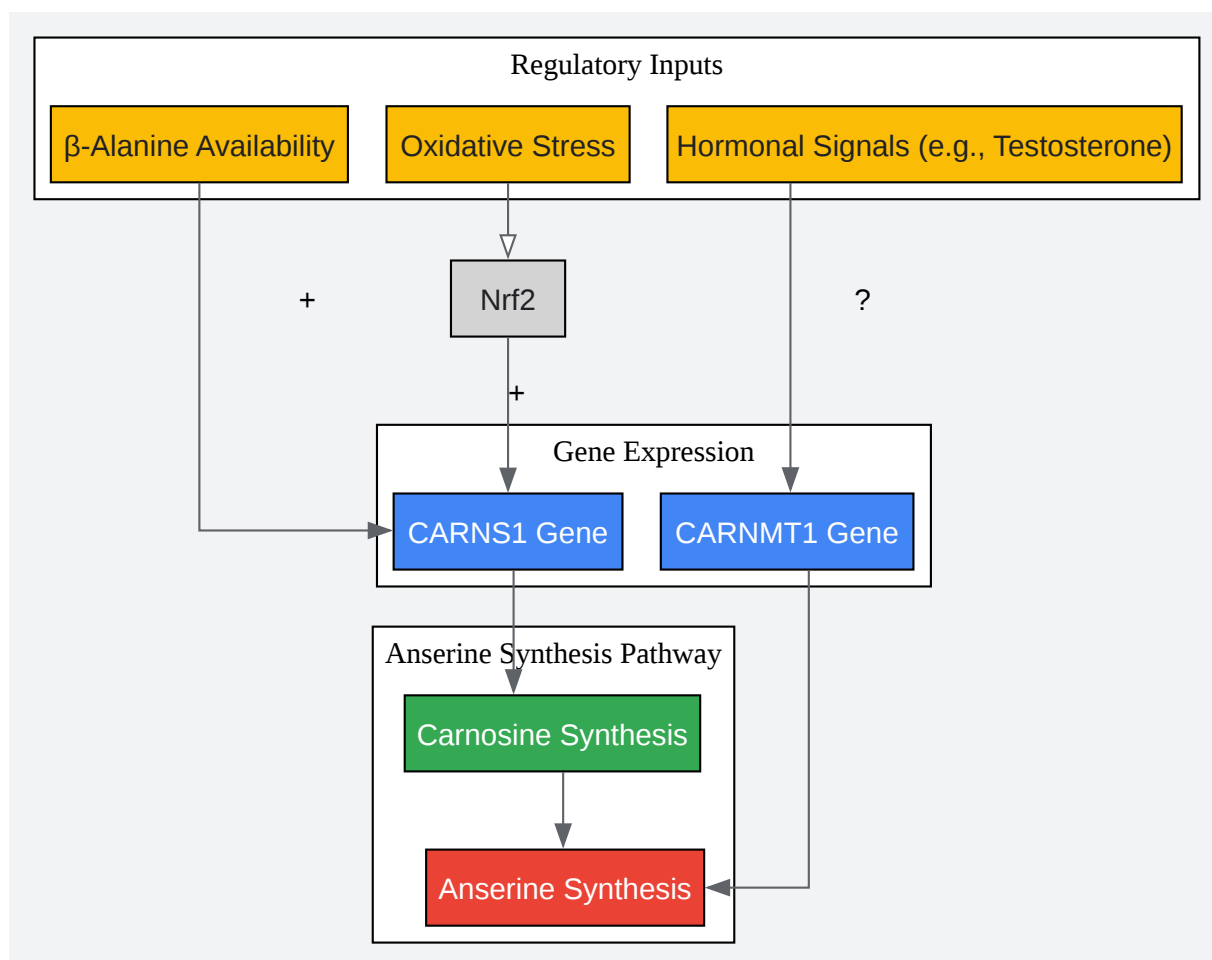 Regulatory Inputs
β-Alanine Availability
Oxidative Stress
Hormonal Signals (e.g., Testosterone)
+
Nrf2
?
+
Gene Expression
CARNS1 Gene
CARNMT1 Gene
Anserine Synthesis Pathway
Carnosine Synthesis
Anserine Synthesis